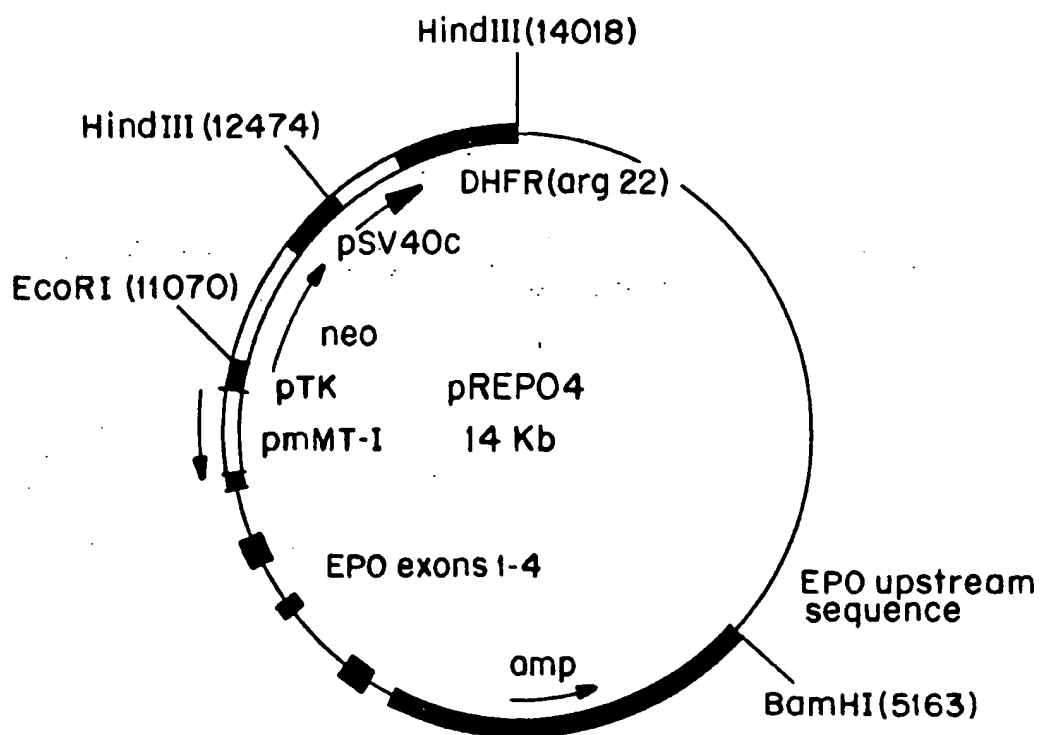 HindIII(14018)
HindIII(12474)
DHFR(arg 22)
pSV40c
EcoRI (11070)
neo
pTK
pREPO4
pmMT-I
14 Kb
EPO exons 1-4
EPO upstream
sequence
amp
BamHI(5163)